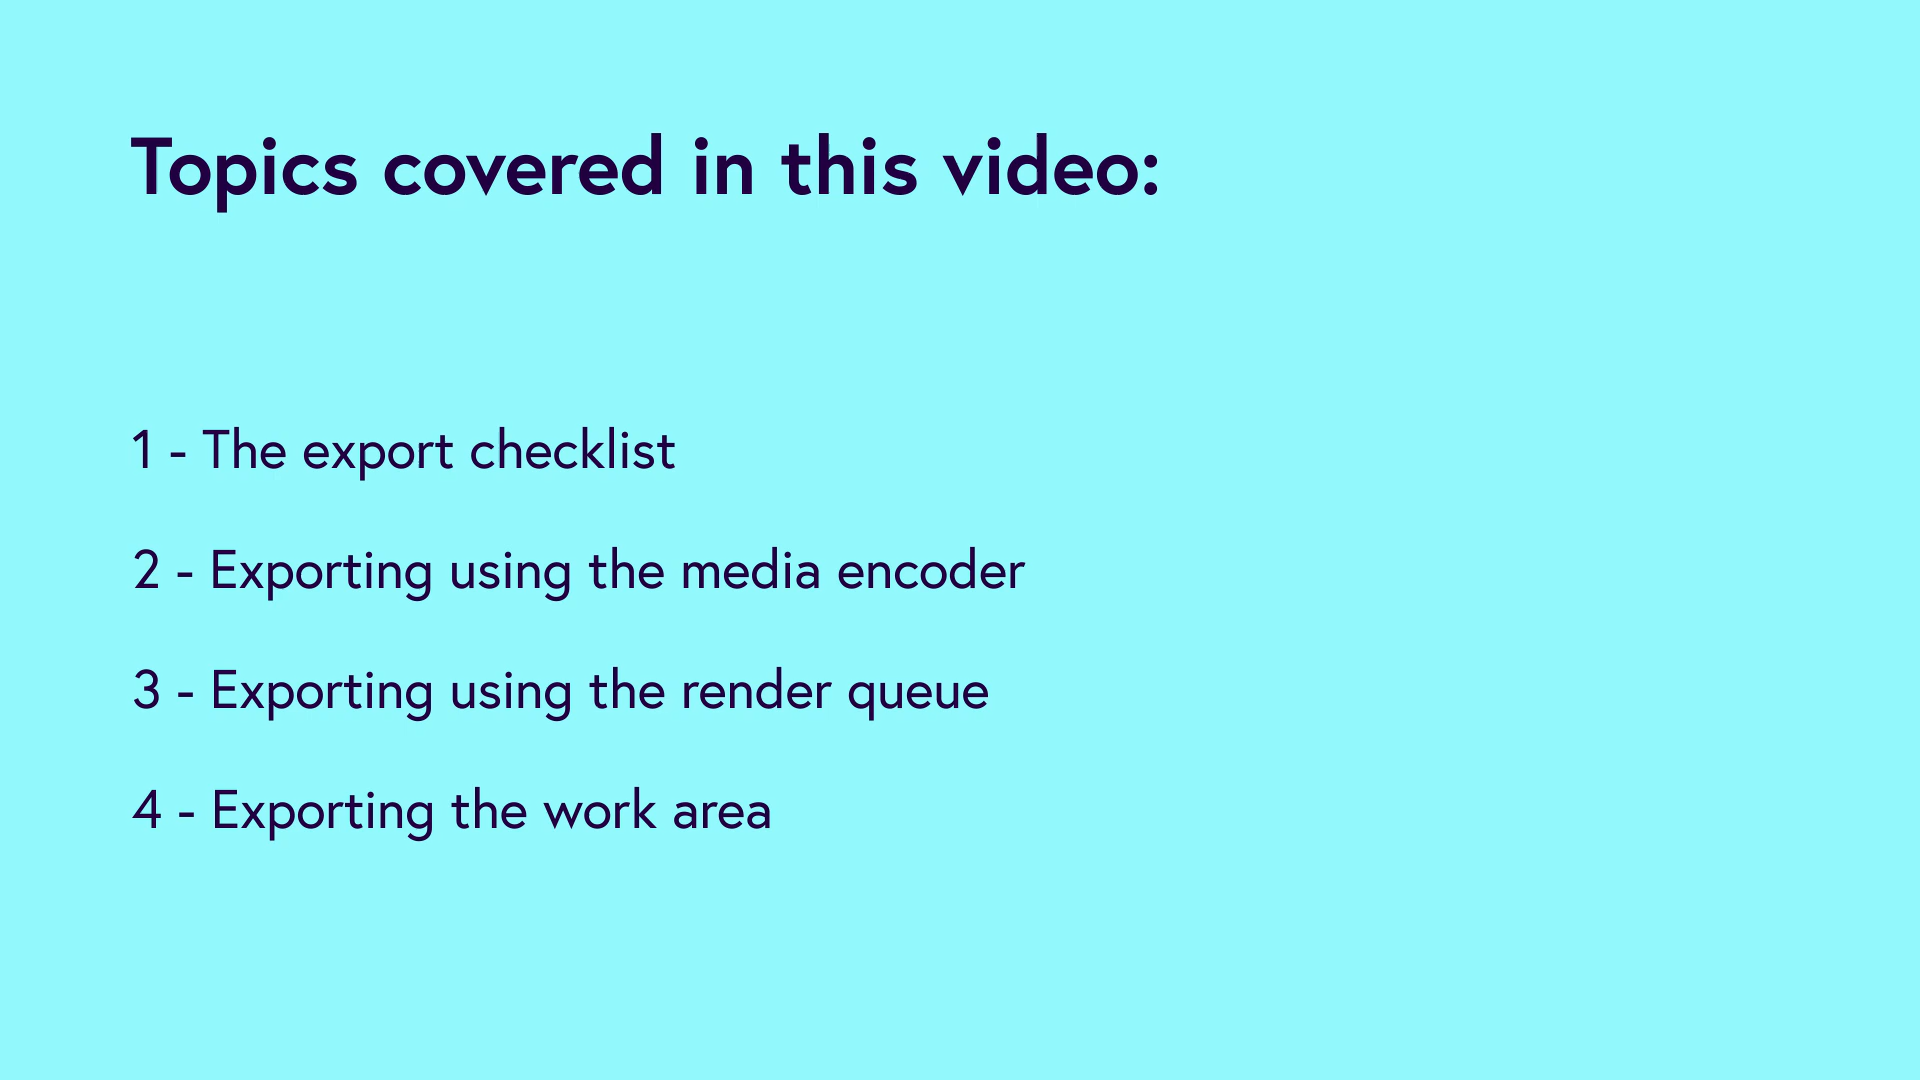 Topics covered in this video:
1 - The export checklist
2 - Exporting using the media encoder
3 - Exporting using the render queue
4 - Exporting the work area